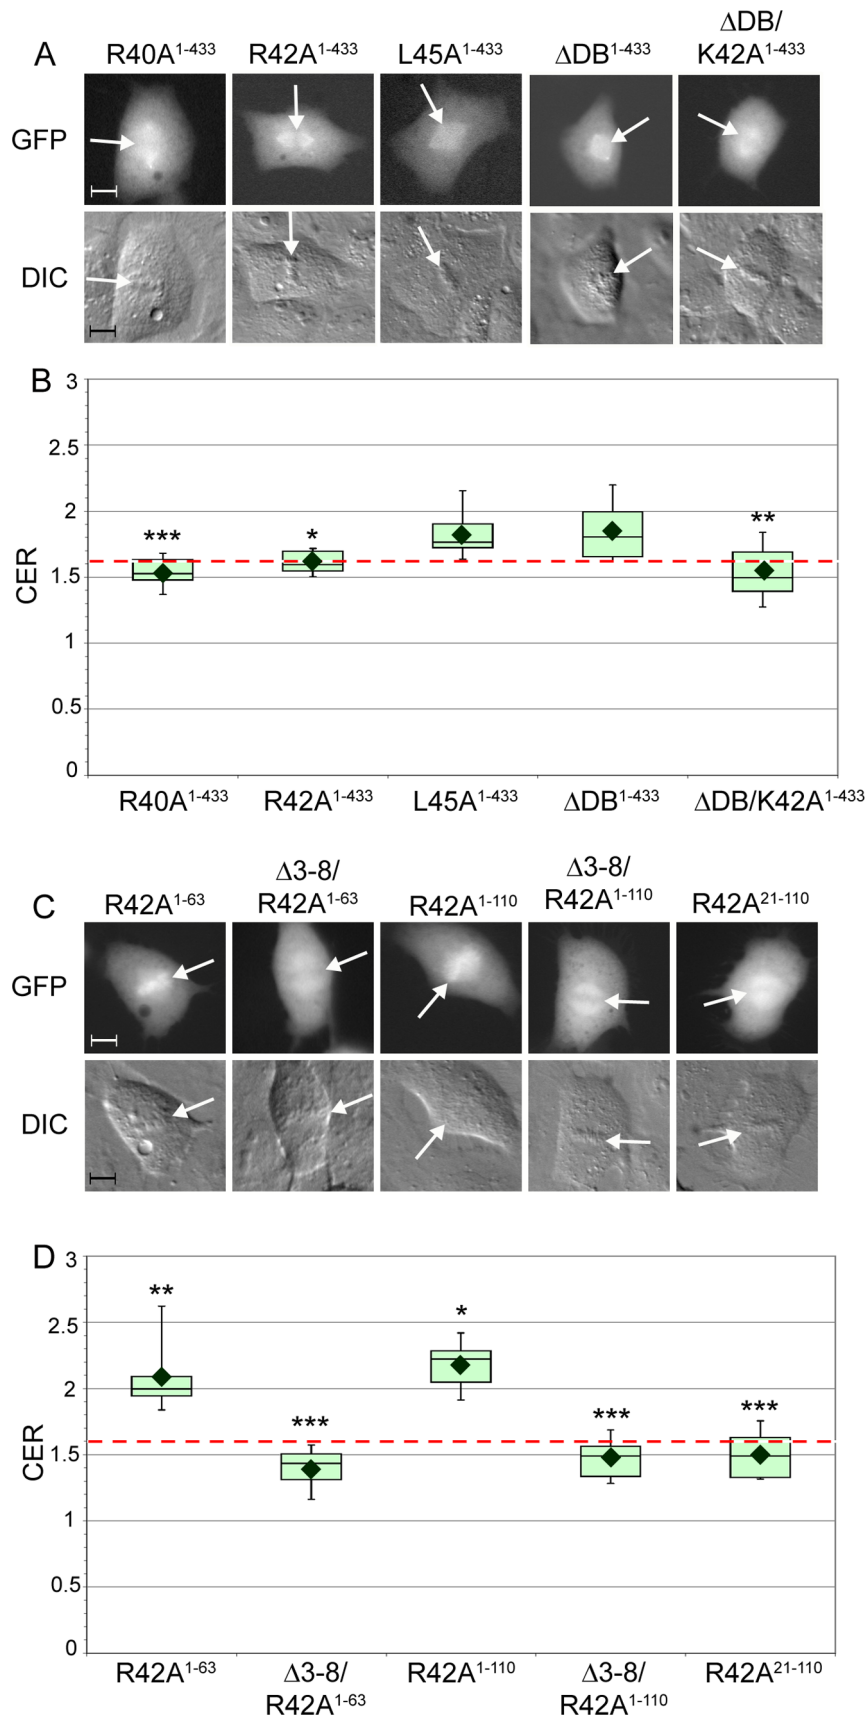 A
R40A¹⁻⁴³³ R42A¹⁻⁴³³ L45A¹⁻⁴³³ ΔDB¹⁻⁴³³ ΔDB/
K42A¹⁻⁴³³
GFP
DIC
B
3
2.5
2
1.5
1
0.5
0
CER
*** * **
R40A¹⁻⁴³³ R42A¹⁻⁴³³ L45A¹⁻⁴³³ ΔDB¹⁻⁴³³ ΔDB/K42A¹⁻⁴³³
C
R42A¹⁻⁶³ Δ3-8/
R42A¹⁻⁶³ R42A¹⁻¹¹⁰ Δ3-8/
R42A¹⁻¹¹⁰ R42A²¹⁻¹¹⁰
GFP
DIC
D
3
2.5
2
1.5
1
0.5
0
CER
** *** * *** ***
R42A¹⁻⁶³ Δ3-8/
R42A¹⁻⁶³ R42A¹⁻¹¹⁰ Δ3-8/
R42A¹⁻¹¹⁰ R42A²¹⁻¹¹⁰